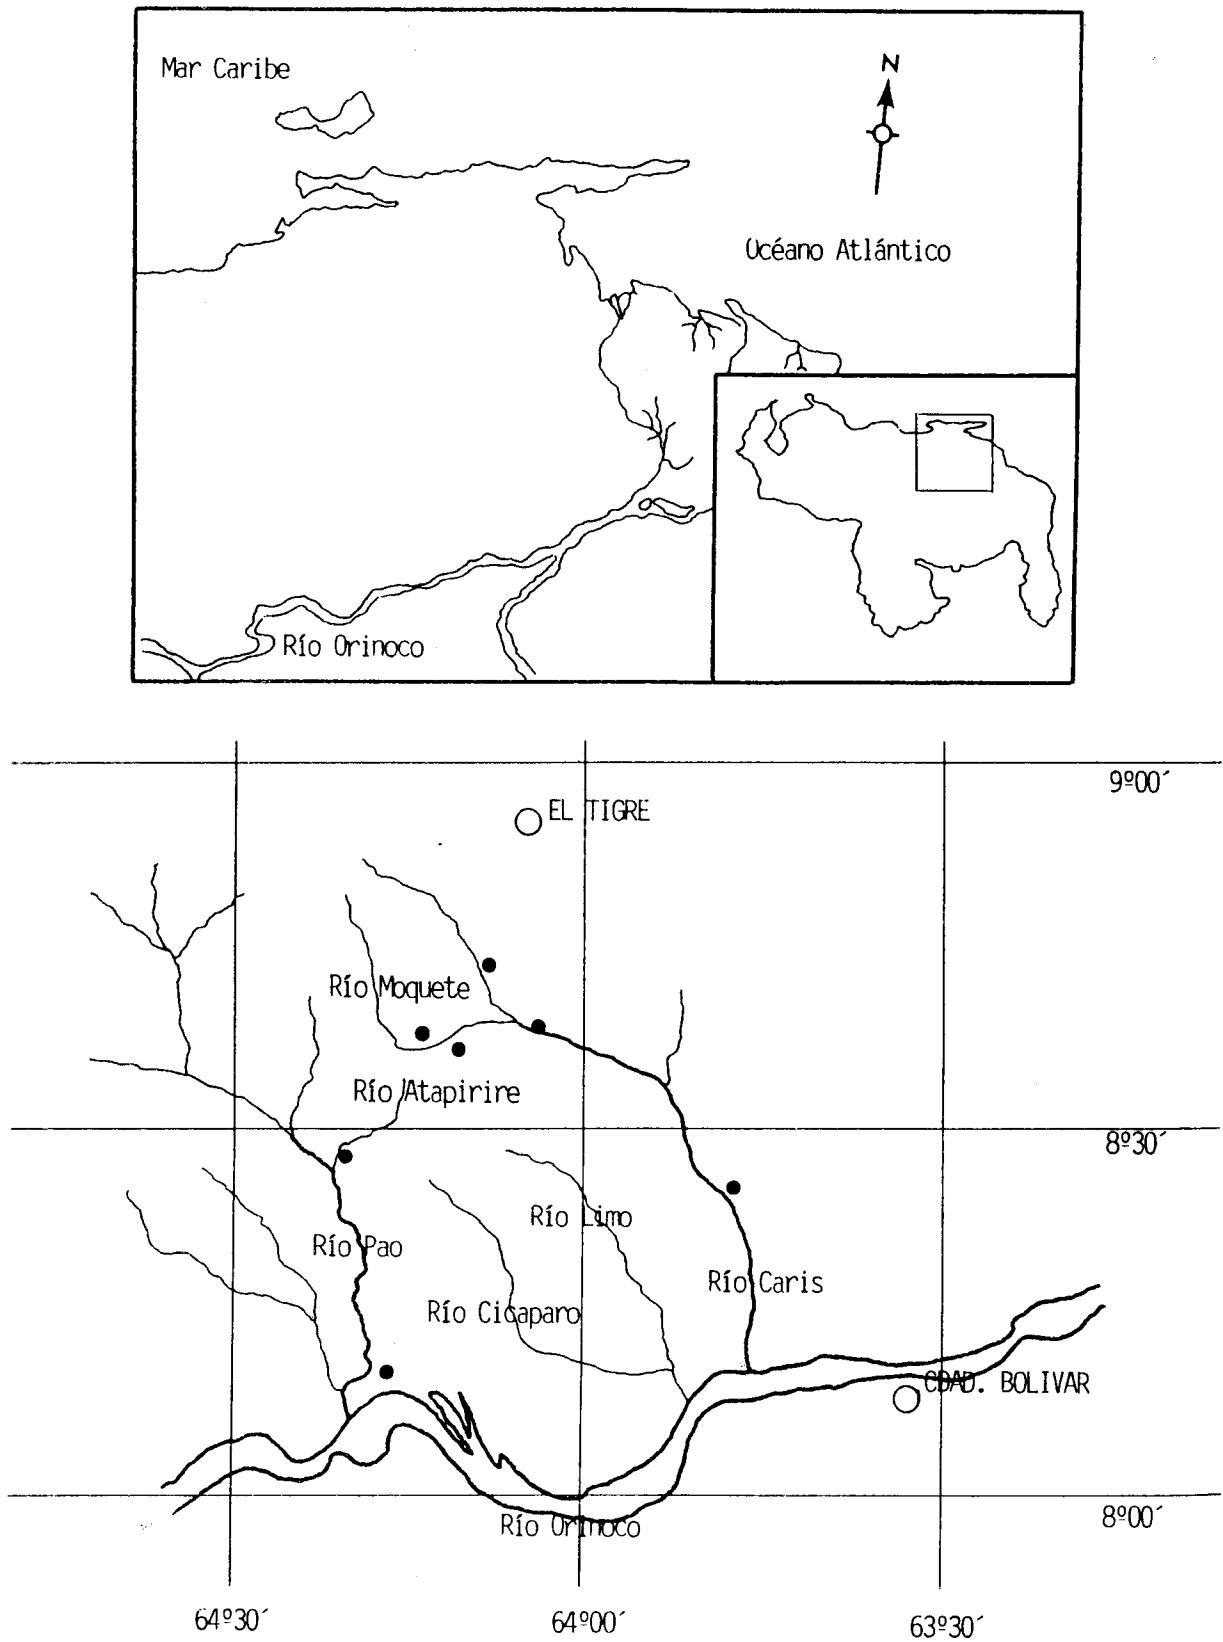 Mar Caribe
N
Océano Atlántico
Río Orinoco
9º00´
EL TIGRE
Río Moquete
Río Atapirire
8º30´
Río Limo
Río Pao
Río Caris
Río Cicaparo
CDAD. BOLIVAR
8º00´
Río Orinoco
64º30´
64º00´
63º30´